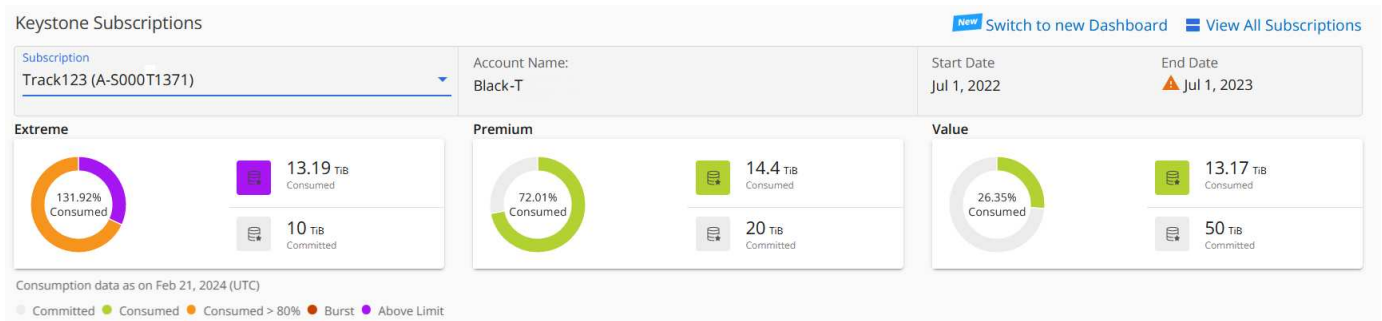 Keystone Subscriptions
New Switch to new Dashboard View All Subscriptions
Subscription
Track123 (A-S000T1371)
Account Name:
Black-T
Start Date
Jul 1, 2022
End Date
Jul 1, 2023
Extreme
131.92%
Consumed
13.19 TiB
Consumed
10 TiB
Committed
Premium
72.01%
Consumed
14.4 TiB
Consumed
20 TiB
Committed
Value
26.35%
Consumed
13.17 TiB
Consumed
50 TiB
Committed
Consumption data as on Feb 21, 2024 (UTC)
Committed Consumed Consumed > 80% Burst Above Limit